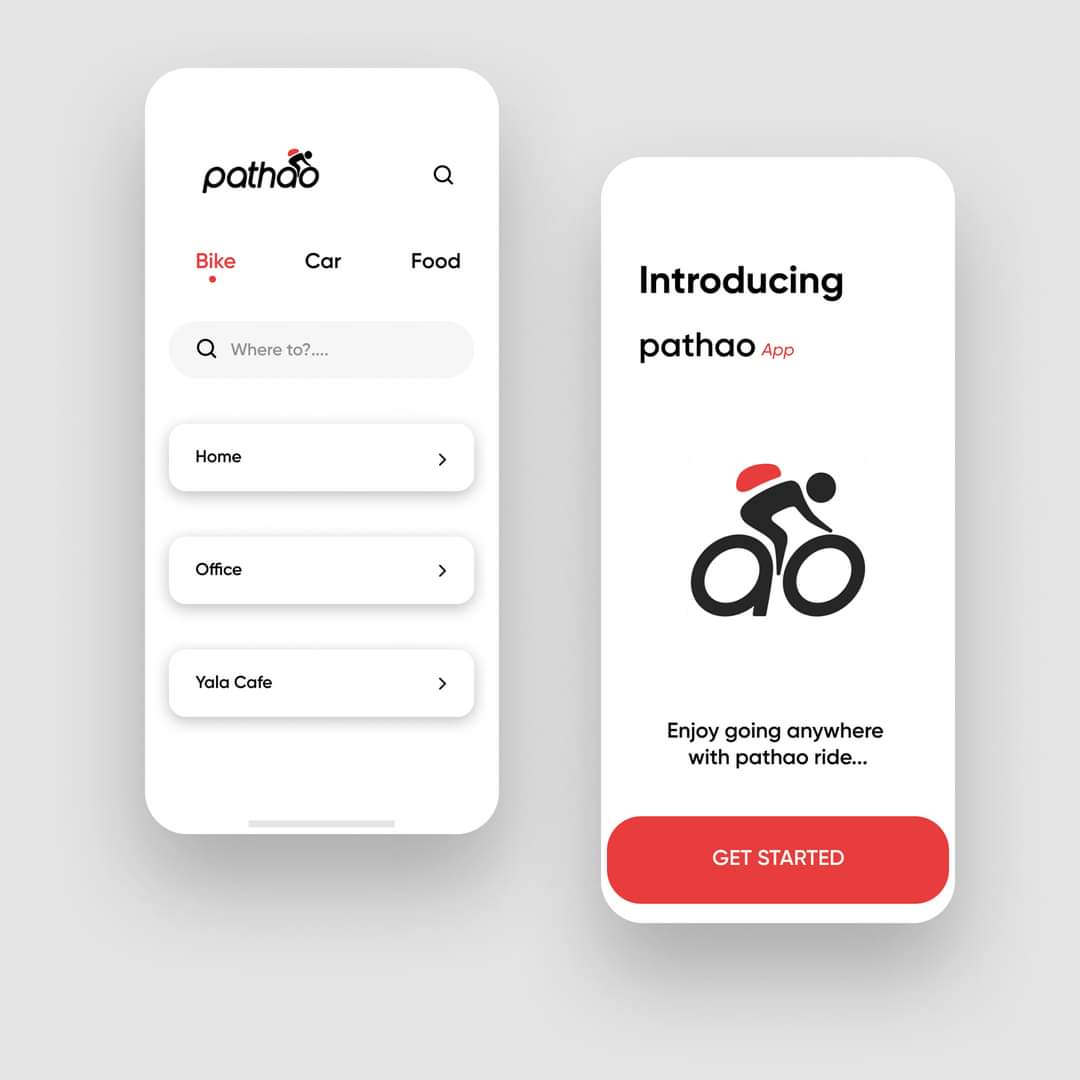 pathao
Bike Car Food
Where to?....
Home
Office
Yala Cafe
Introducing
pathao App
ao
Enjoy going anywhere
with pathao ride...
GET STARTED